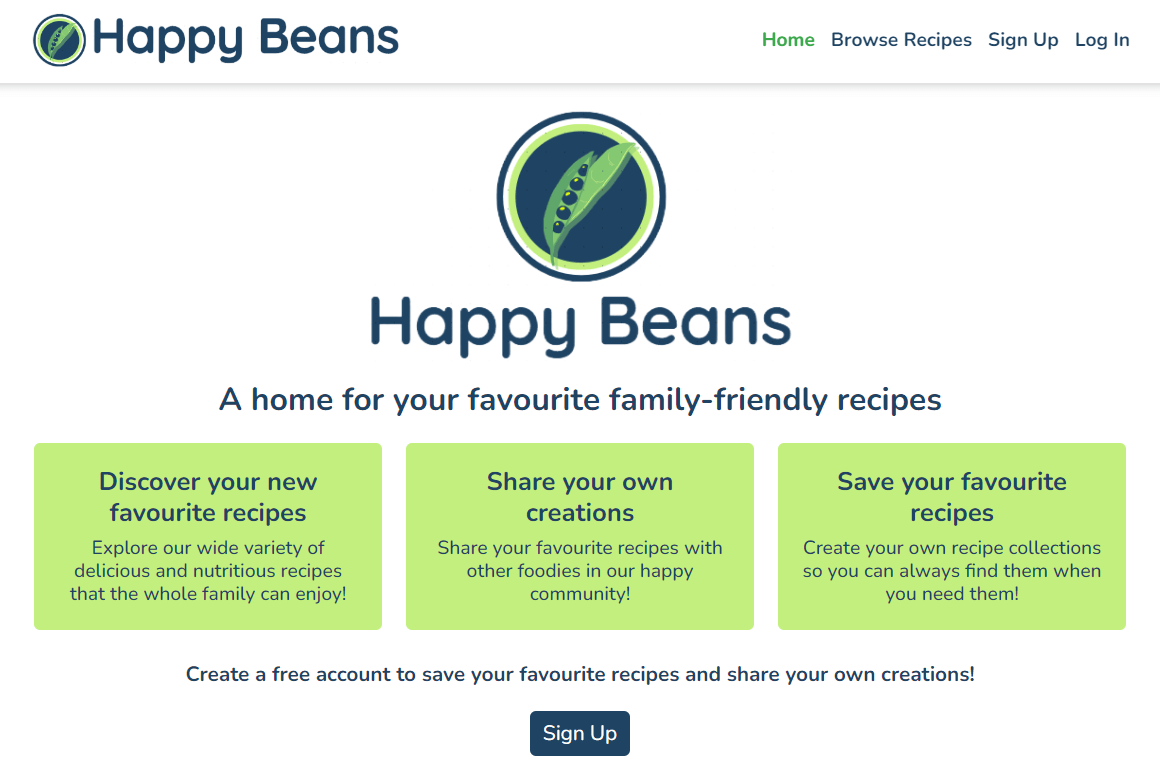 Happy Beans
Home Browse Recipes Sign Up Log In
Happy Beans
A home for your favourite family-friendly recipes
Discover your new
favourite recipes
Explore our wide variety of
delicious and nutritious recipes
that the whole family can enjoy!
Share your own
creations
Share your favourite recipes with
other foodies in our happy
community!
Save your favourite
recipes
Create your own recipe collections
so you can always find them when
you need them!
Create a free account to save your favourite recipes and share your own creations!
Sign Up